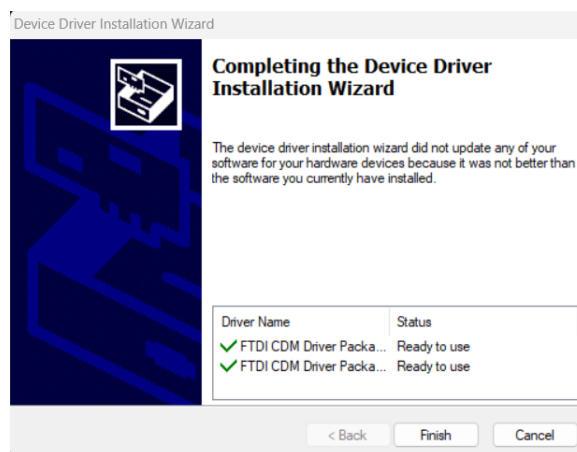 Device Driver Installation Wizard
Completing the Device Driver
Installation Wizard
The device driver installation wizard did not update any of your
software for your hardware devices because it was not better than
the software you currently have installed.
Driver Name Status
FTDI CDM Driver Packa... Ready to use
FTDI CDM Driver Packa... Ready to use
< Back Finish Cancel